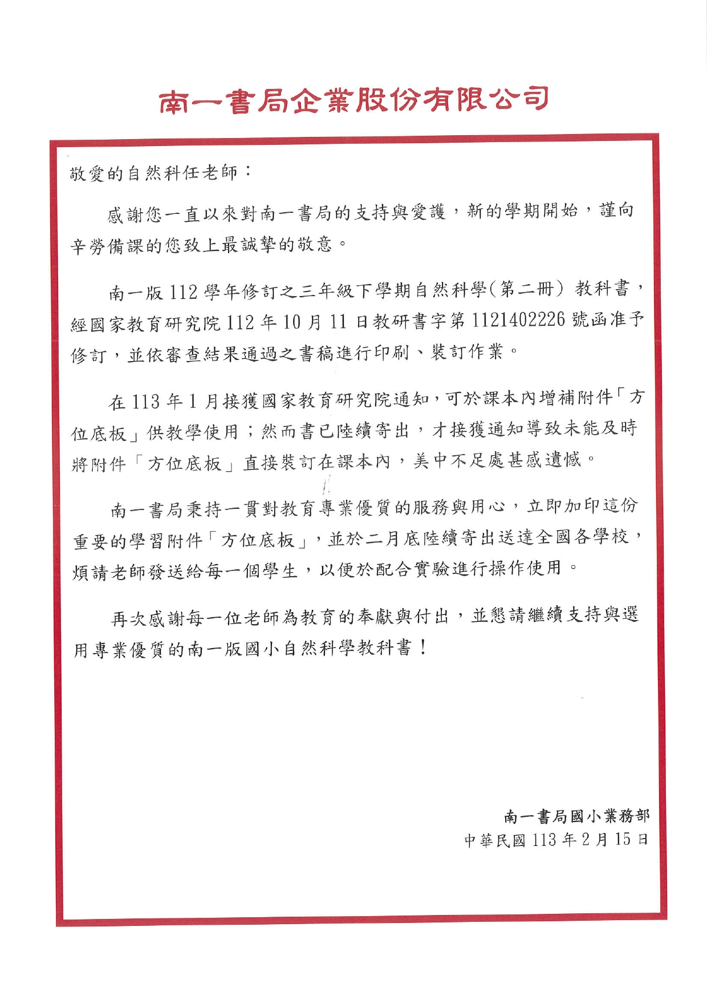 南一書局企業股份有限公司
敬愛的自然科任老師：
感謝您一直以來對南一書局的支持與愛護，新的學期開始，謹向
辛勞備課的您致上最誠摯的敬意。
南一版 112 學年修訂之三年級下學期自然科學(第二冊) 教科書，
經國家教育研究院 112 年 10 月 11 日教研書字第 1121402226 號函准予
修訂，並依審查結果通過之書稿進行印刷、裝訂作業。
在 113 年 1 月接獲國家教育研究院通知，可於課本內增補附件「方
位底板」供教學使用；然而書已陸續寄出，才接獲通知導致未能及時
將附件「方位底板」直接裝訂在課本內，美中不足處甚感遺憾。
南一書局秉持一貫對教育專業優質的服務與用心，立即加印這份
重要的學習附件「方位底板」，並於二月底陸續寄出送達全國各學校，
煩請老師發送給每一個學生，以便於配合實驗進行操作使用。
再次感謝每一位老師為教育的奉獻與付出，並懇請繼續支持與選
用專業優質的南一版國小自然科學教科書！
南一書局國小業務部
中華民國 113 年 2 月 15 日